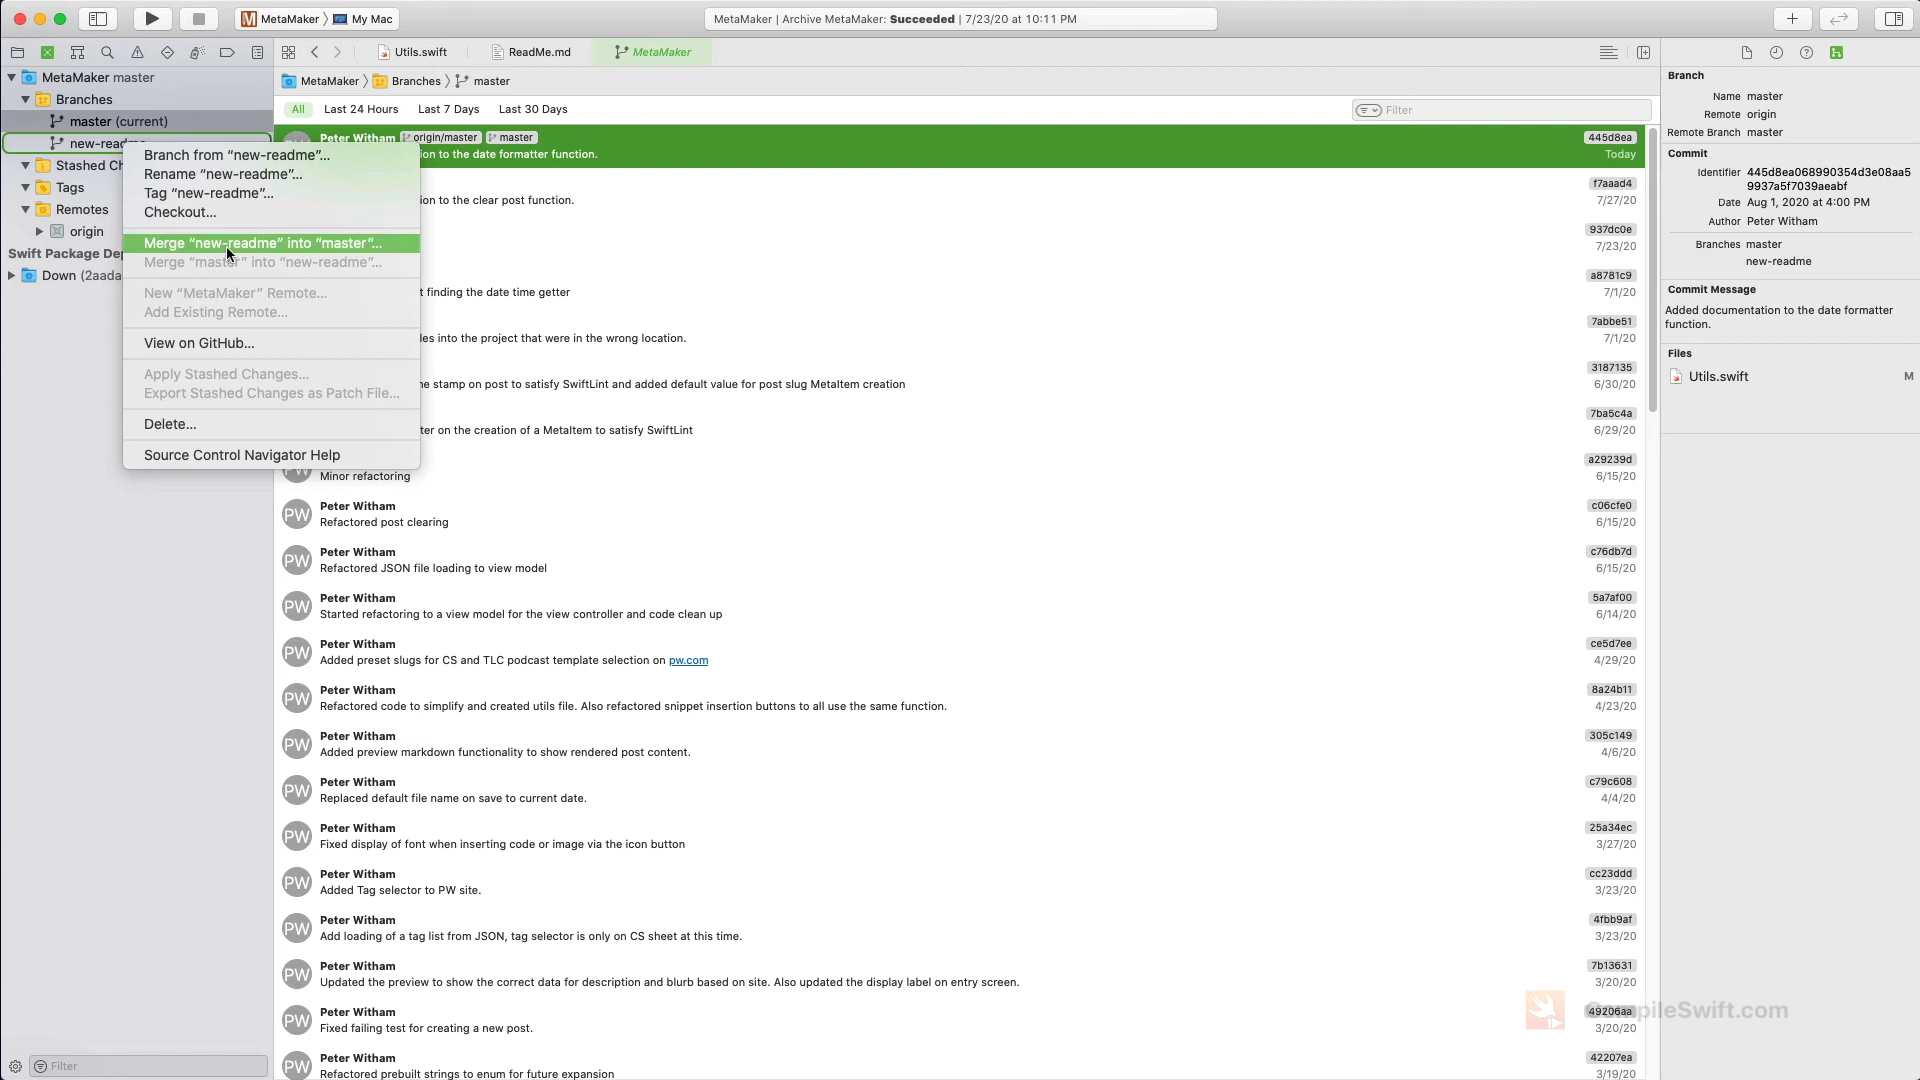 MetaMaker
My Mac
MetaMaker | Archive MetaMaker: Succeeded | 7/23/20 at 10:11 PM
Utils.swift
ReadMe.md
MetaMaker
MetaMaker master
Branches
master (current)
Tags
Remotes
origin
Filter
Branch from “new-readme”...
Rename “new-readme”...
Tag “new-readme”...
Checkout...
Merge “new-readme” into “master”...
Merge “master” into “new-readme”...
New “MetaMaker” Remote...
Add Existing Remote...
View on GitHub...
Apply Stashed Changes...
Export Stashed Changes as Patch File...
Delete...
Source Control Navigator Help
MetaMaker
Branches
master
All
Last 24 Hours
Last 7 Days
Last 30 Days
Filter
Peter Witham origin/master master 445d8ea
ion to the date formatter function. Today
f7aaad4
ion to the clear post function. 7/27/20
937dc0e
7/23/20
a8781c9
t finding the date time getter 7/1/20
7abbe51
les into the project that were in the wrong location. 7/1/20
3187135
e stamp on post to satisfy SwiftLint and added default value for post slug MetaItem creation 6/30/20
7ba5c4a
ter on the creation of a MetaItem to satisfy SwiftLint 6/29/20
a29239d
Minor refactoring 6/15/20
PW Peter Witham c06cfe0
Refactored post clearing 6/15/20
PW Peter Witham c76db7d
Refactored JSON file loading to view model 6/15/20
PW Peter Witham 5a7af00
Started refactoring to a view model for the view controller and code clean up 6/14/20
PW Peter Witham ce5d7ee
Added preset slugs for CS and TLC podcast template selection on pw.com 4/29/20
PW Peter Witham 8a24b11
Refactored code to simplify and created utils file. Also refactored snippet insertion buttons to all use the same function. 4/23/20
PW Peter Witham 305c149
Added preview markdown functionality to show rendered post content. 4/6/20
PW Peter Witham c79c608
Replaced default file name on save to current date. 4/4/20
PW Peter Witham 25a34ec
Fixed display of font when inserting code or image via the icon button 3/27/20
PW Peter Witham cc23ddd
Added Tag selector to PW site. 3/23/20
PW Peter Witham 4fbb9af
Add loading of a tag list from JSON, tag selector is only on CS sheet at this time. 3/23/20
PW Peter Witham 7b13631
Updated the preview to show the correct data for description and blurb based on site. Also updated the display label on entry screen. 3/20/20
PW Peter Witham 49206aa
Fixed failing test for creating a new post. 3/20/20
PW Peter Witham 42207ea
Refactored prebuilt strings to enum for future expansion 3/19/20
Branch
Name master
Remote origin
Remote Branch master
Commit
Identifier 445d8ea068990354d3e08aa5
9937a5f7039aeabf
Date Aug 1, 2020 at 4:00 PM
Author Peter Witham
Branches master
new-readme
Commit Message
Added documentation to the date formatter
function.
Files
Utils.swift M
CompileSwift.com